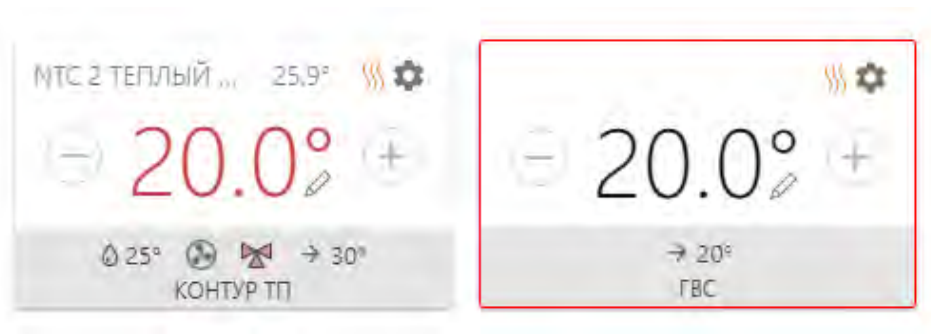 NTC 2 ТЕПЛЫЙ ... 25.9°
20.0°
25° → 30°
КОНТУР ТП
20.0°
→ 20°
ГВС